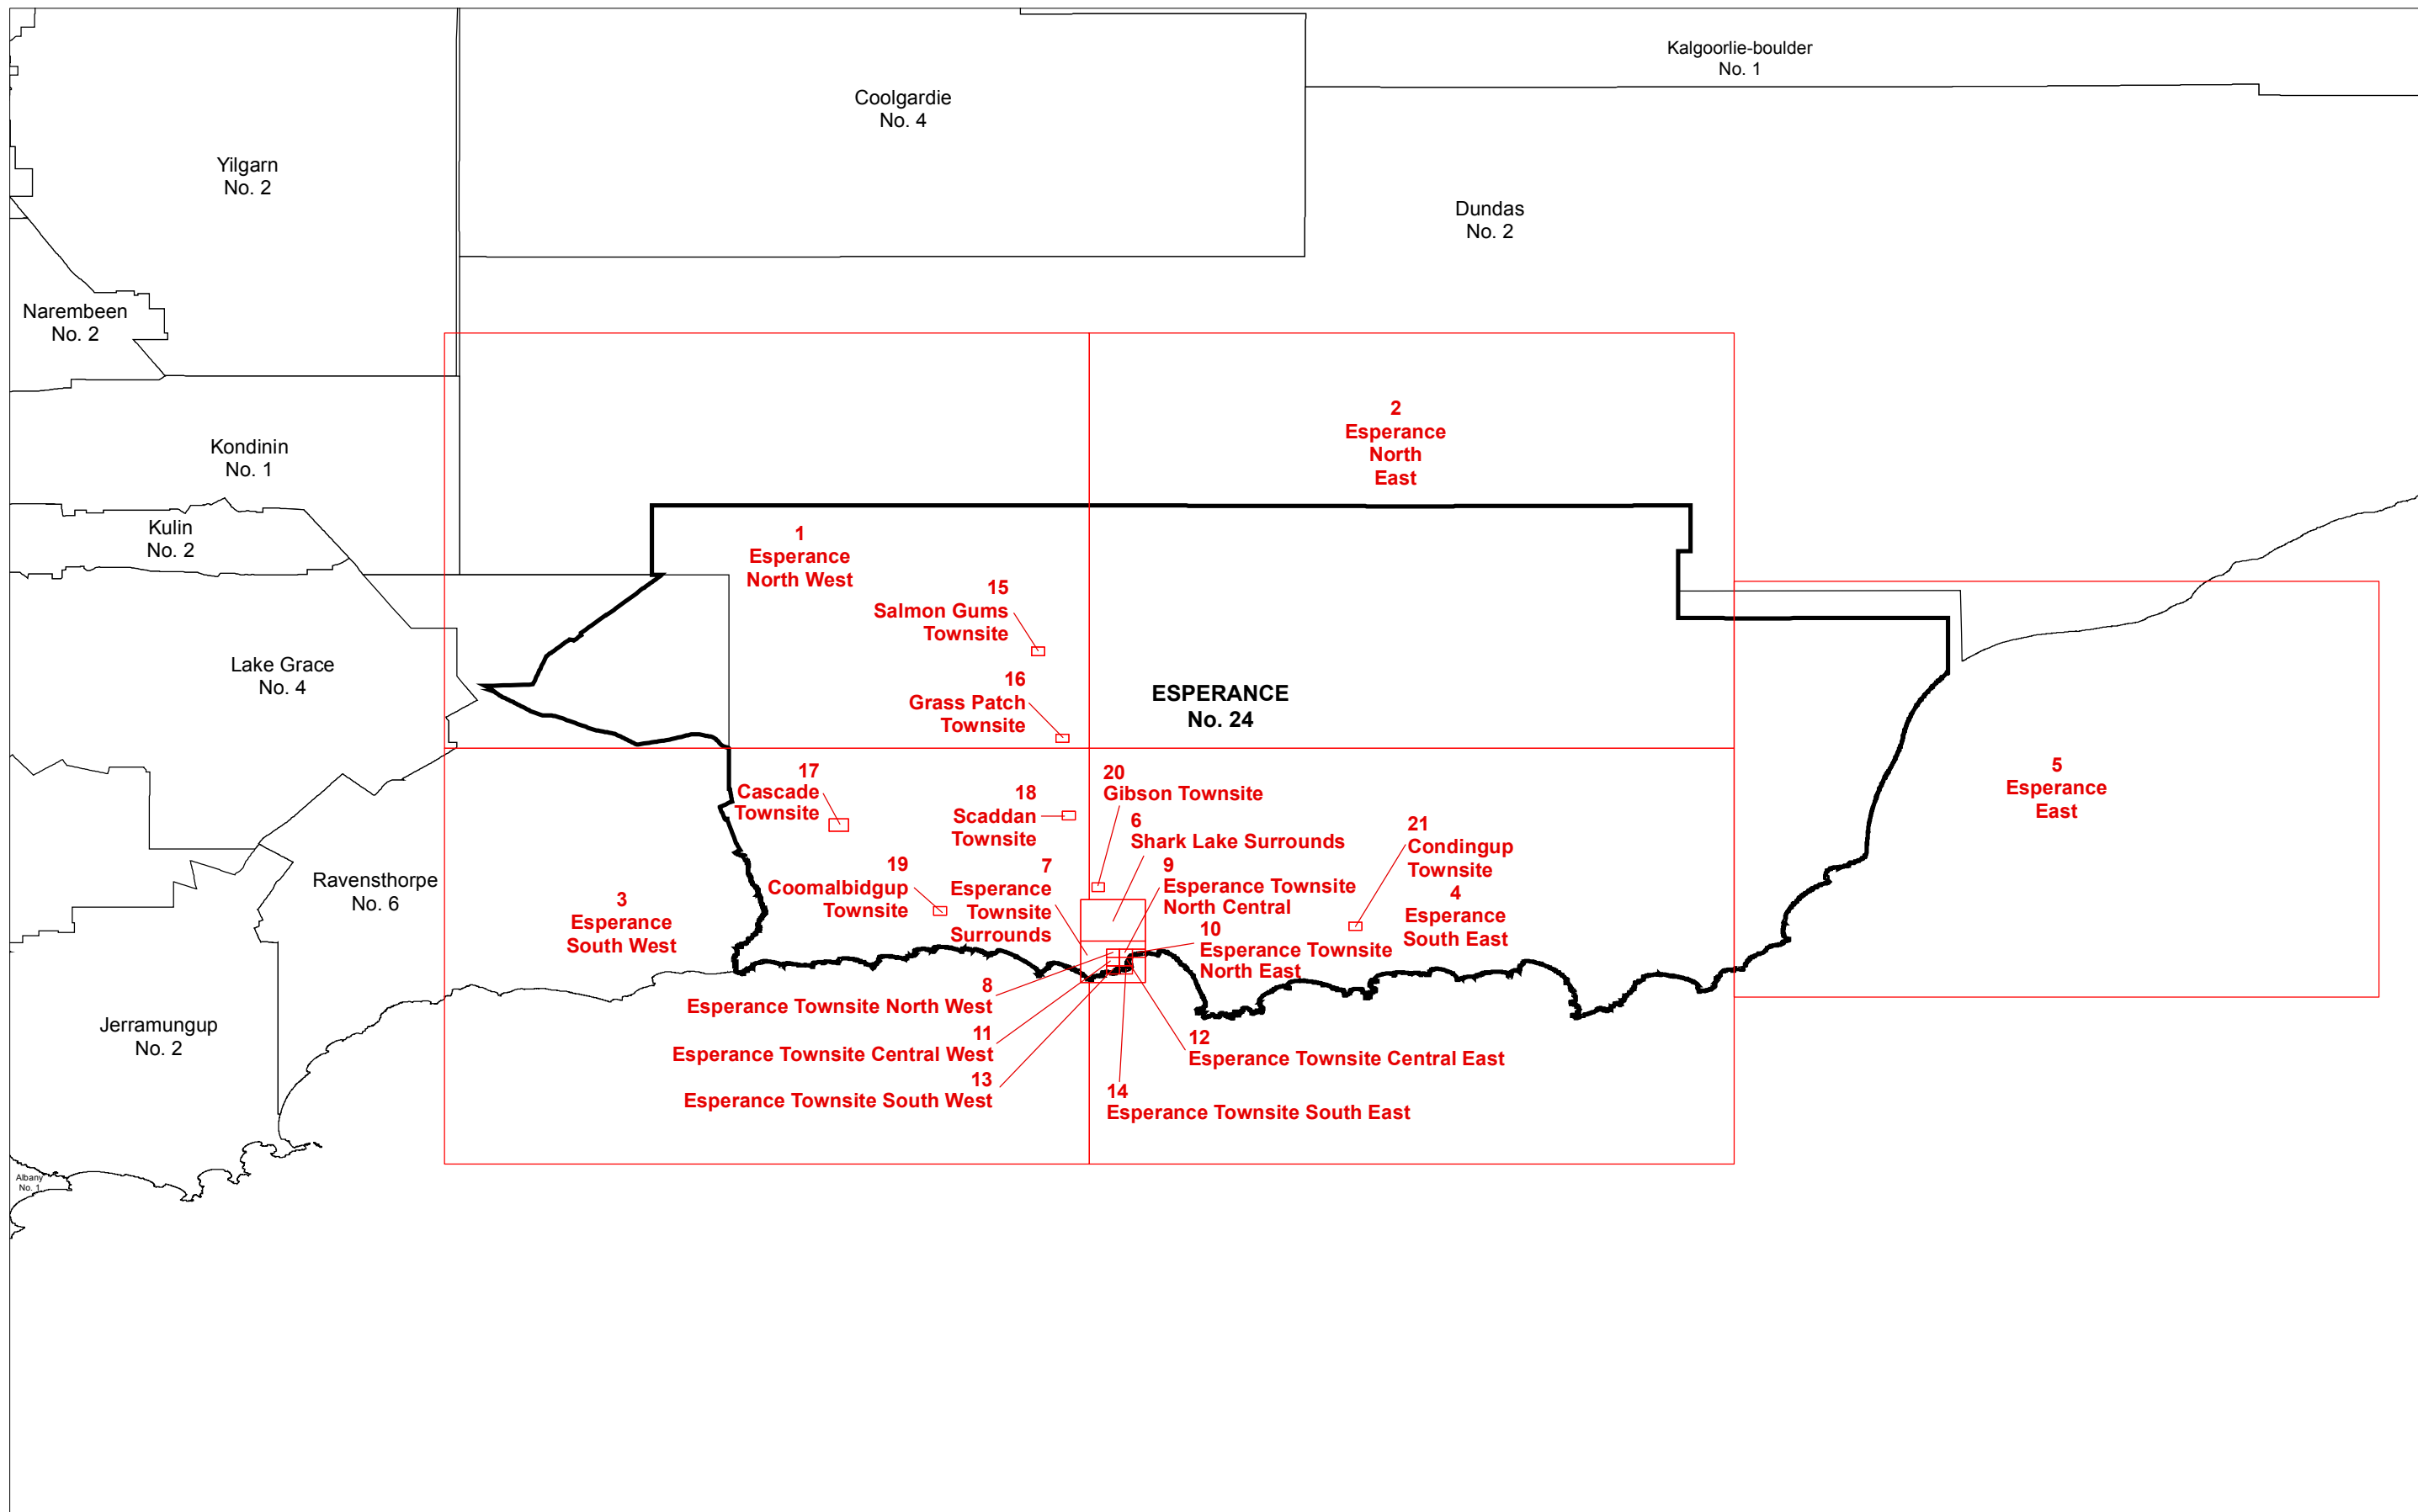 Kalgoorlie-boulder
No. 1
Coolgardie
No. 4
Yilgarn
No. 2
Dundas
No. 2
Narembeen
No. 2
2
Esperance
North
East
Kondinin
No. 1
Kulin
No. 2
1
Esperance
North West
15
Salmon Gums
Townsite
Lake Grace
No. 4
16
Grass Patch
Townsite
ESPERANCE
No. 24
17
Cascade
Townsite
18
Scaddan
Townsite
20
Gibson Townsite
6
Shark Lake Surrounds
5
Esperance
East
21
Condingup
Townsite
19
Coomalbidgup
Townsite
7
Esperance
Townsite
Surrounds
9
Esperance Townsite
North Central
Ravensthorpe
No. 6
3
Esperance
South West
4
Esperance
South East
10
Esperance Townsite
North East
8
Esperance Townsite North West
Jerramungup
No. 2
11
Esperance Townsite Central West
12
Esperance Townsite Central East
13
Esperance Townsite South West
14
Esperance Townsite South East
Albany
No. 1